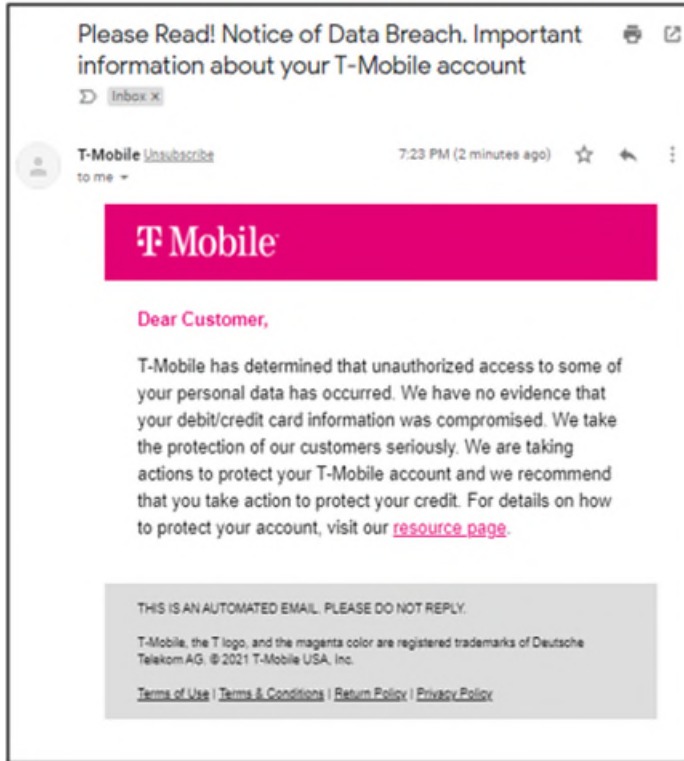 Please Read! Notice of Data Breach. Important
information about your T-Mobile account
Inbox x
T-Mobile Unsubscribe 7:23 PM (2 minutes ago)
to me
T Mobile
Dear Customer,
T-Mobile has determined that unauthorized access to some of
your personal data has occurred. We have no evidence that
your debit/credit card information was compromised. We take
the protection of our customers seriously. We are taking
actions to protect your T-Mobile account and we recommend
that you take action to protect your credit. For details on how
to protect your account, visit our resource page.
THIS IS AN AUTOMATED EMAIL. PLEASE DO NOT REPLY.
T-Mobile, the T logo, and the magenta color are registered trademarks of Deutsche
Telekom AG. © 2021 T-Mobile USA, Inc.
Terms of Use | Terms & Conditions | Return Policy | Privacy Policy